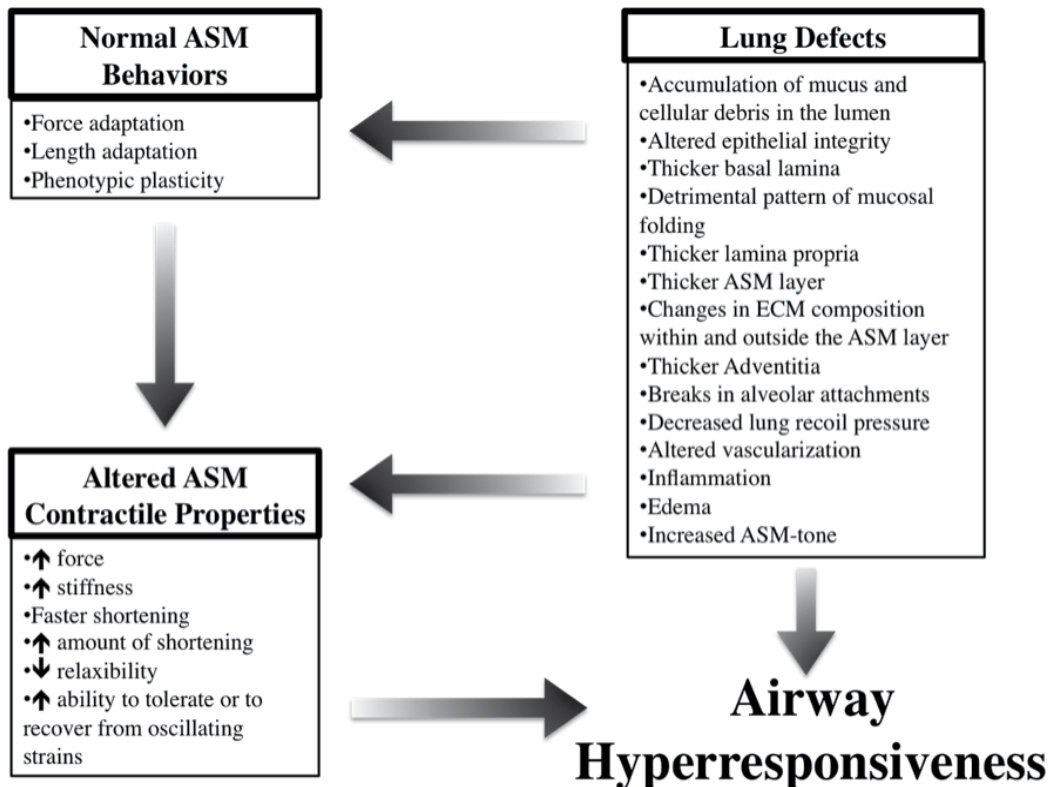 Normal ASM
Behaviors
•Force adaptation
•Length adaptation
•Phenotypic plasticity
Lung Defects
•Accumulation of mucus and
cellular debris in the lumen
•Altered epithelial integrity
•Thicker basal lamina
•Detrimental pattern of mucosal
folding
•Thicker lamina propria
•Thicker ASM layer
•Changes in ECM composition
within and outside the ASM layer
•Thicker Adventitia
•Breaks in alveolar attachments
•Decreased lung recoil pressure
•Altered vascularization
•Inflammation
•Edema
•Increased ASM-tone
Altered ASM
Contractile Properties
•↑ force
•↑ stiffness
•Faster shortening
•↑ amount of shortening
•↓ relaxibility
•↑ ability to tolerate or to
recover from oscillating
strains
Airway
Hyperresponsiveness